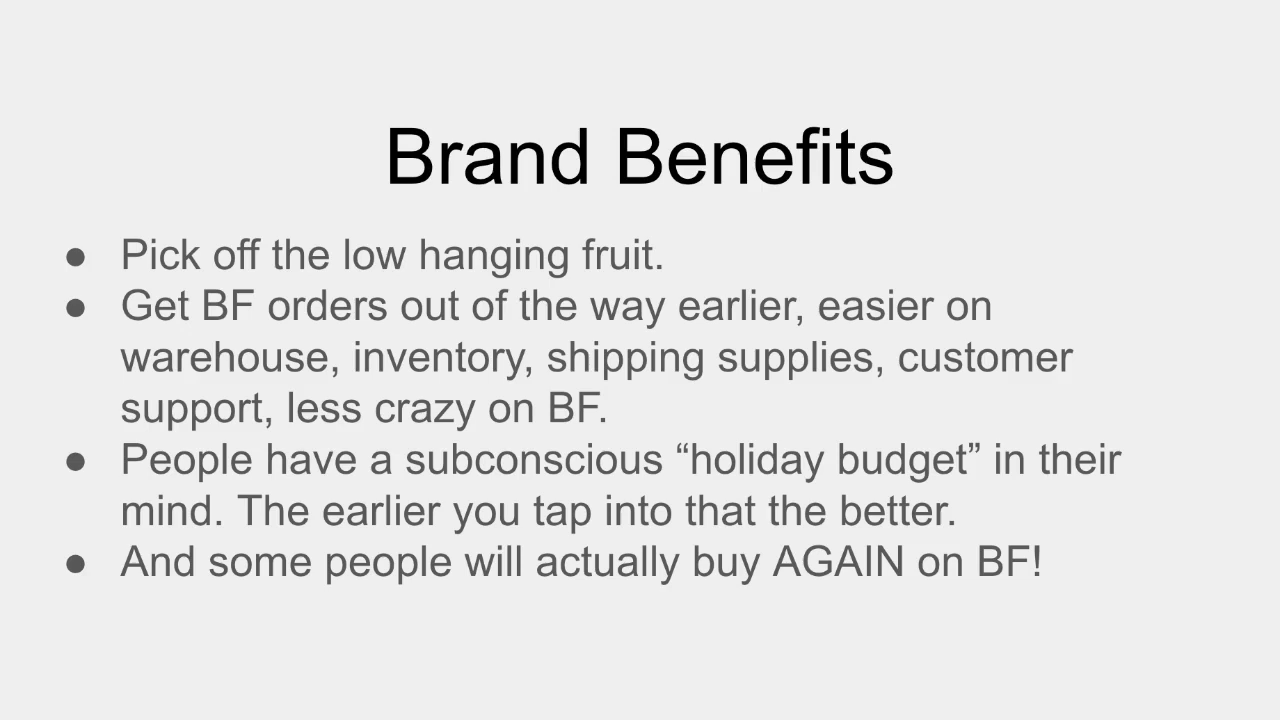 Brand Benefits
● Pick off the low hanging fruit.
● Get BF orders out of the way earlier, easier on
warehouse, inventory, shipping supplies, customer
support, less crazy on BF.
● People have a subconscious “holiday budget” in their
mind. The earlier you tap into that the better.
● And some people will actually buy AGAIN on BF!